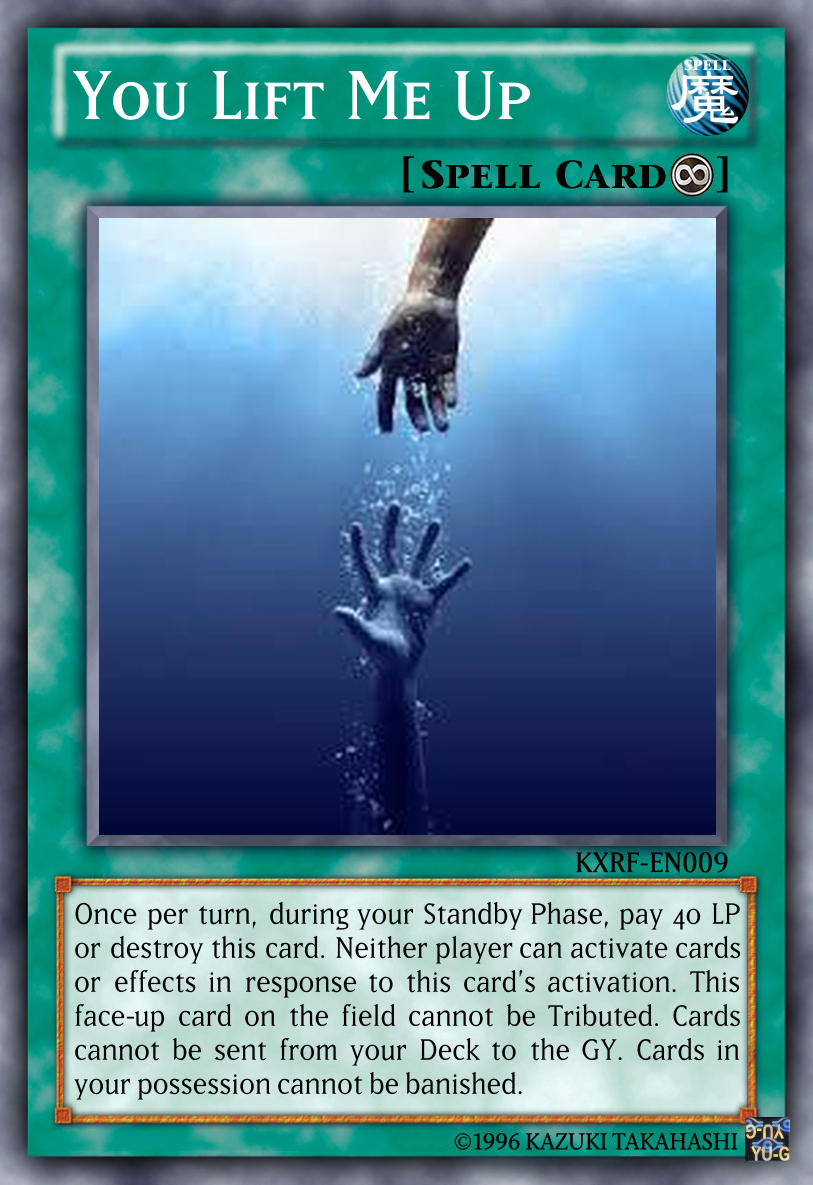 You Lift Me Up
SPELL
魔
[Spell Card♾]
KXRF-EN009
Once per turn, during your Standby Phase, pay 40 LP
or destroy this card. Neither player can activate cards
or effects in response to this card's activation. This
face-up card on the field cannot be Tributed. Cards
cannot be sent from your Deck to the GY. Cards in
your possession cannot be banished.
©1996 KAZUKI TAKAHASHI
YU-G
YU-G